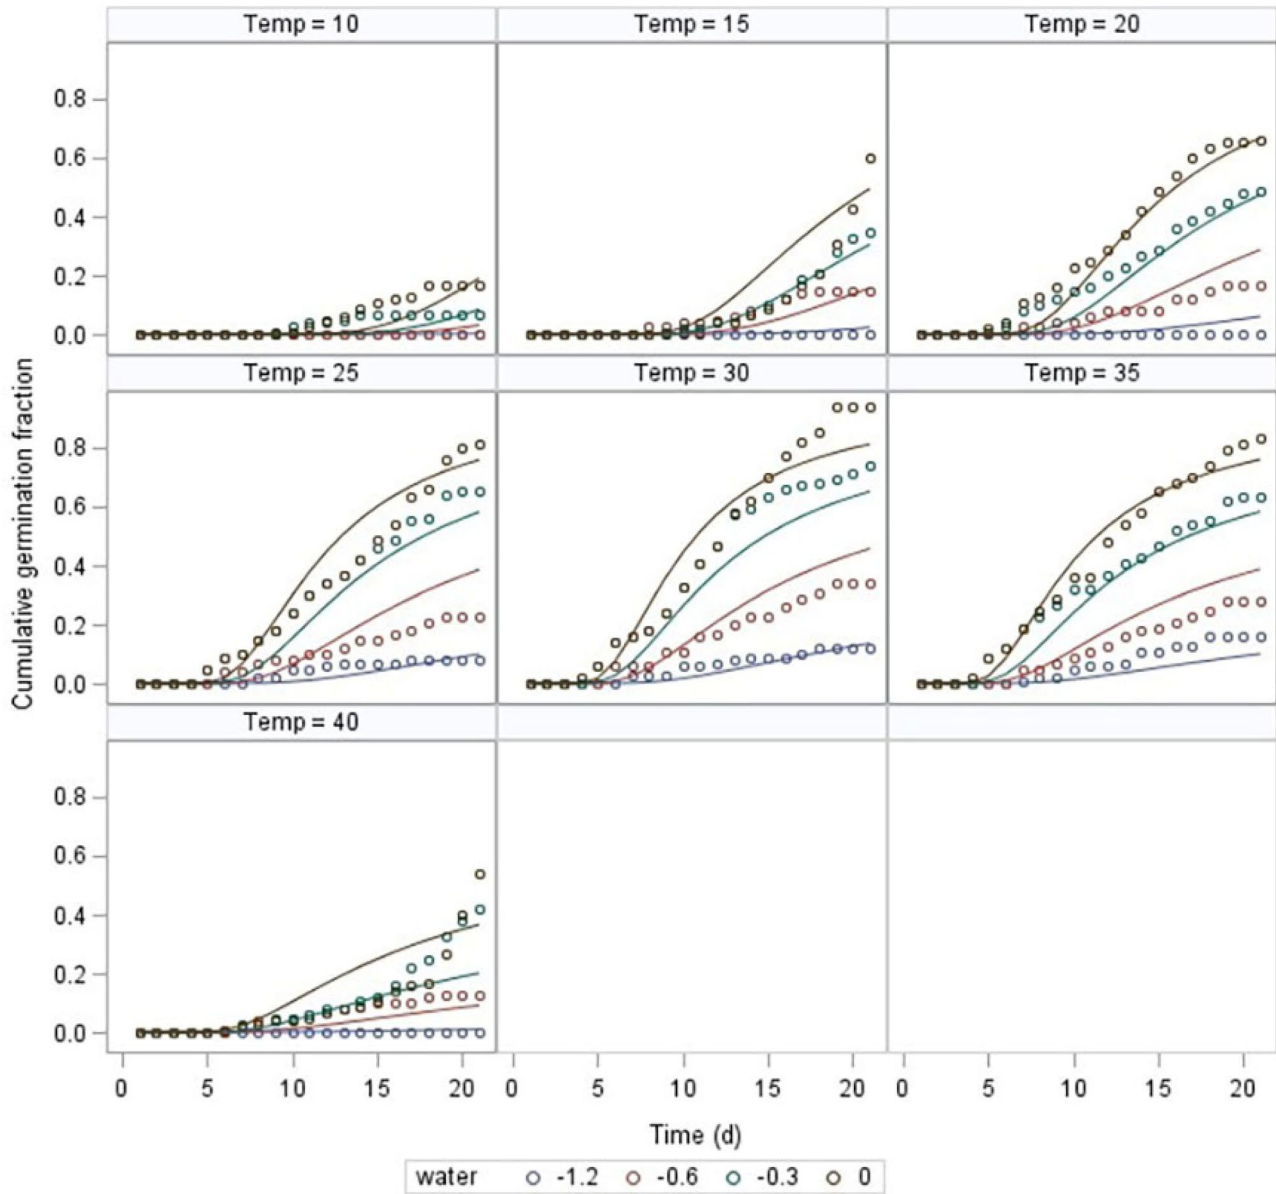 Temp = 10 Temp = 15 Temp = 20
0.8
0.6
0.4
0.2
0.0
Temp = 25 Temp = 30 Temp = 35
0.8
0.6
0.4
0.2
0.0
Temp = 40
0.8
0.6
0.4
0.2
0.0
0 5 10 15 20 0 5 10 15 20 0 5 10 15 20
Cumulative germination fraction
Time (d)
water -1.2 -0.6 -0.3 0